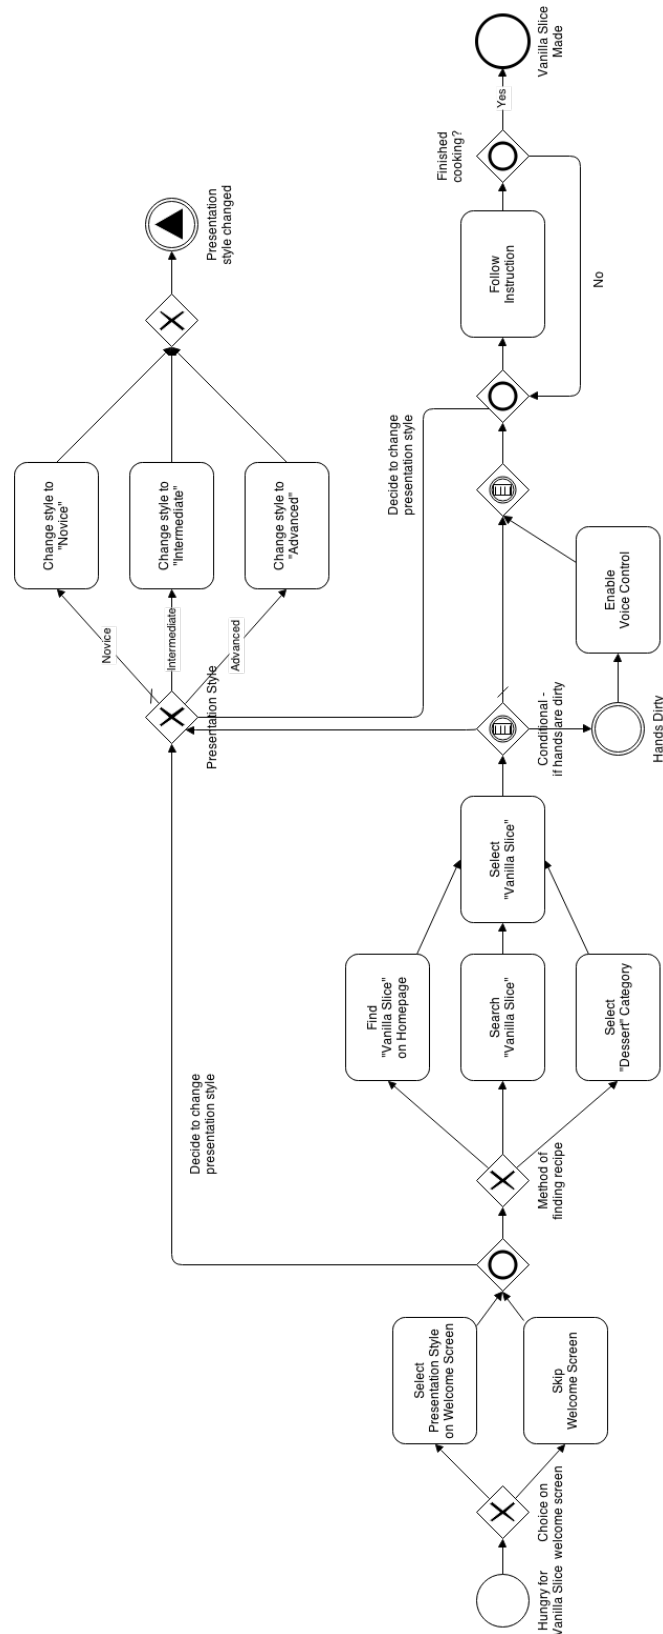 Hungry for
Vanilla Slice
Choice on
welcome screen
Select
Presentation Style
on Welcome Screen
Skip
Welcome Screen
Decide to change
presentation style
Method of
finding recipe
Find
"Vanilla Slice"
on Homepage
Search
"Vanilla Slice"
Select
"Dessert" Category
Select
"Vanilla Slice"
Conditional -
if hands are dirty
Hands Dirty
Enable
Voice Control
Presentation Style
Novice
Intermediate
Advanced
Change style to
"Novice"
Change style to
"Intermediate"
Change style to
"Advanced"
Presentation
style changed
Decide to change
presentation style
Follow
Instruction
No
Finished
cooking?
Yes
Vanilla Slice
Made